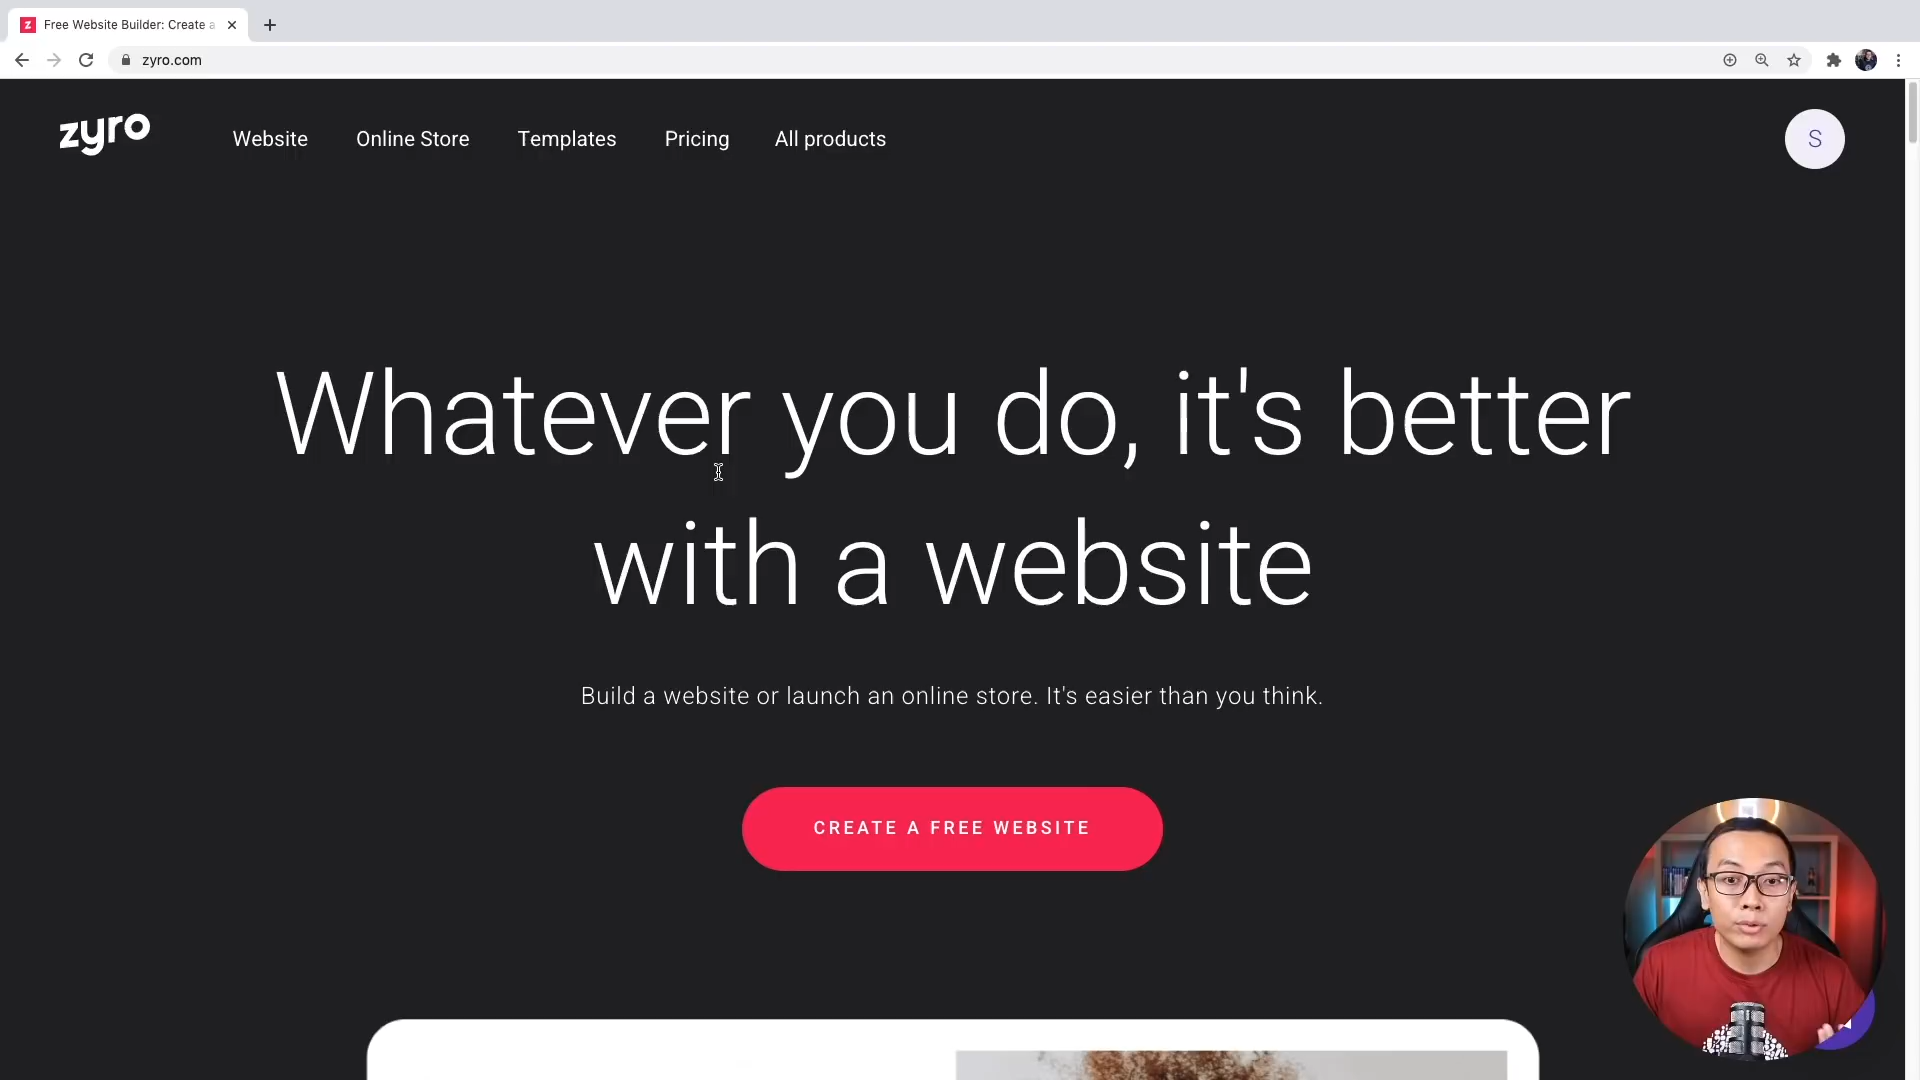 Free Website Builder: Create a
zyro.com
zyro
Website
Online Store
Templates
Pricing
All products
S
Whatever you do, it's better
with a website
Build a website or launch an online store. It's easier than you think.
CREATE A FREE WEBSITE